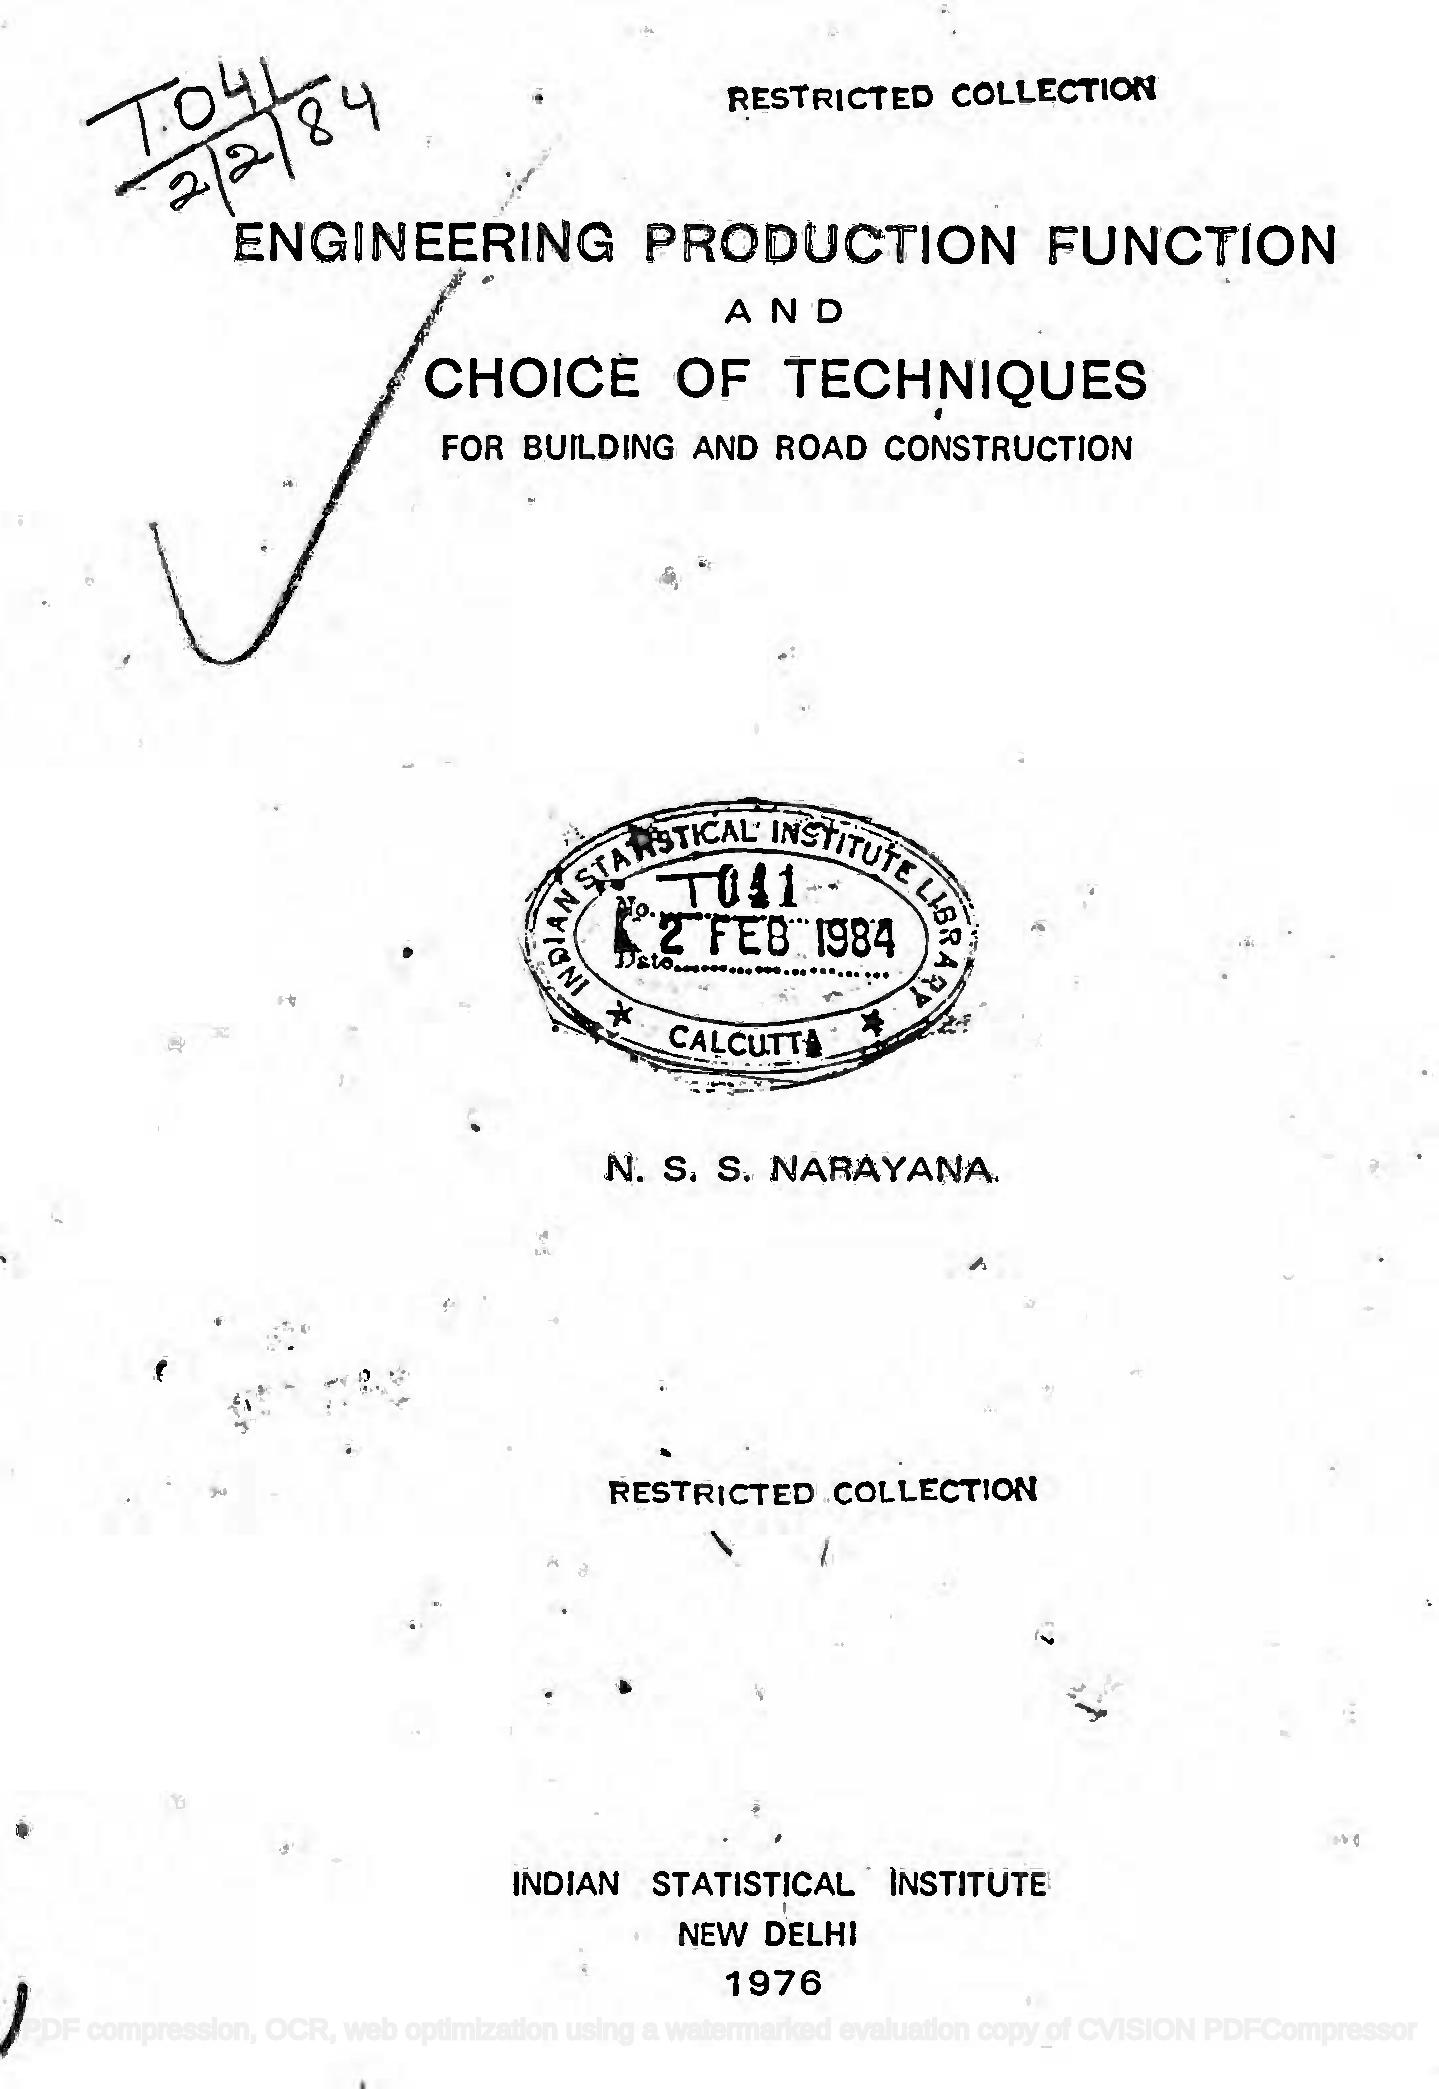 T041
2/2/84
RESTRICTED COLLECTION
ENGINEERING PRODUCTION FUNCTION
AND
CHOICE OF TECHNIQUES
FOR BUILDING AND ROAD CONSTRUCTION
INDIAN STATISTICAL INSTITUTE LIBRARY
No. T041
2 FEB 1984
Date
CALCUTTA
N. S. S. NARAYANA.
RESTRICTED COLLECTION
INDIAN STATISTICAL INSTITUTE
NEW DELHI
1976
PDF compression, OCR, web optimization using a watermarked evaluation copy of CVISION PDFCompressor